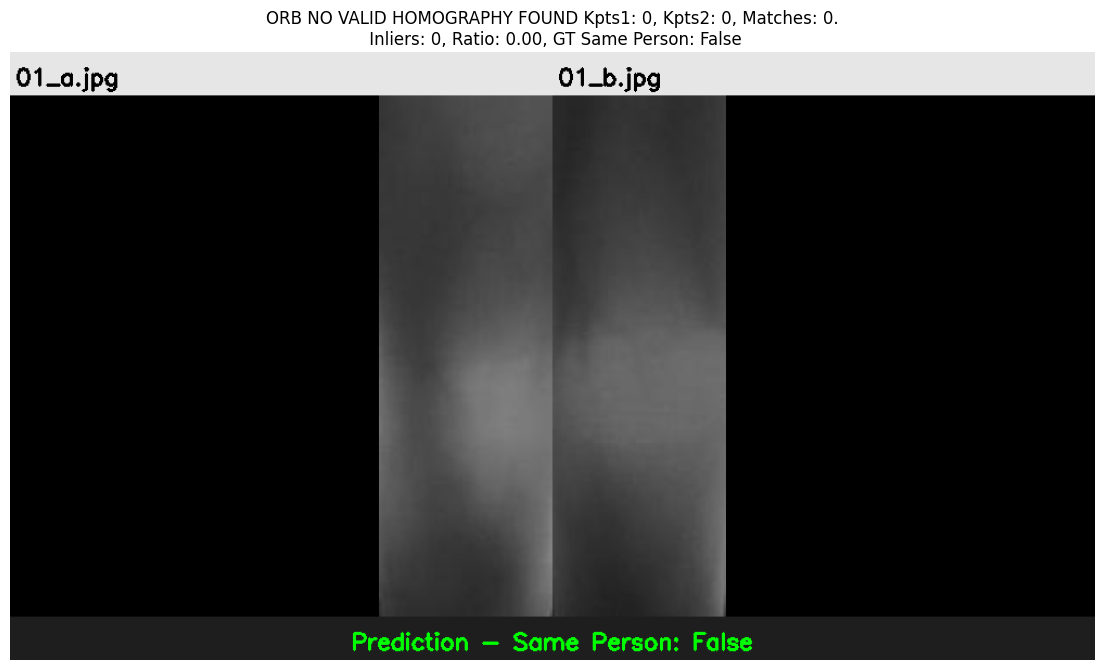 ORB NO VALID HOMOGRAPHY FOUND Kpts1: 0, Kpts2: 0, Matches: 0.
Inliers: 0, Ratio: 0.00, GT Same Person: False
01_a.jpg
01_b.jpg
Prediction - Same Person: False